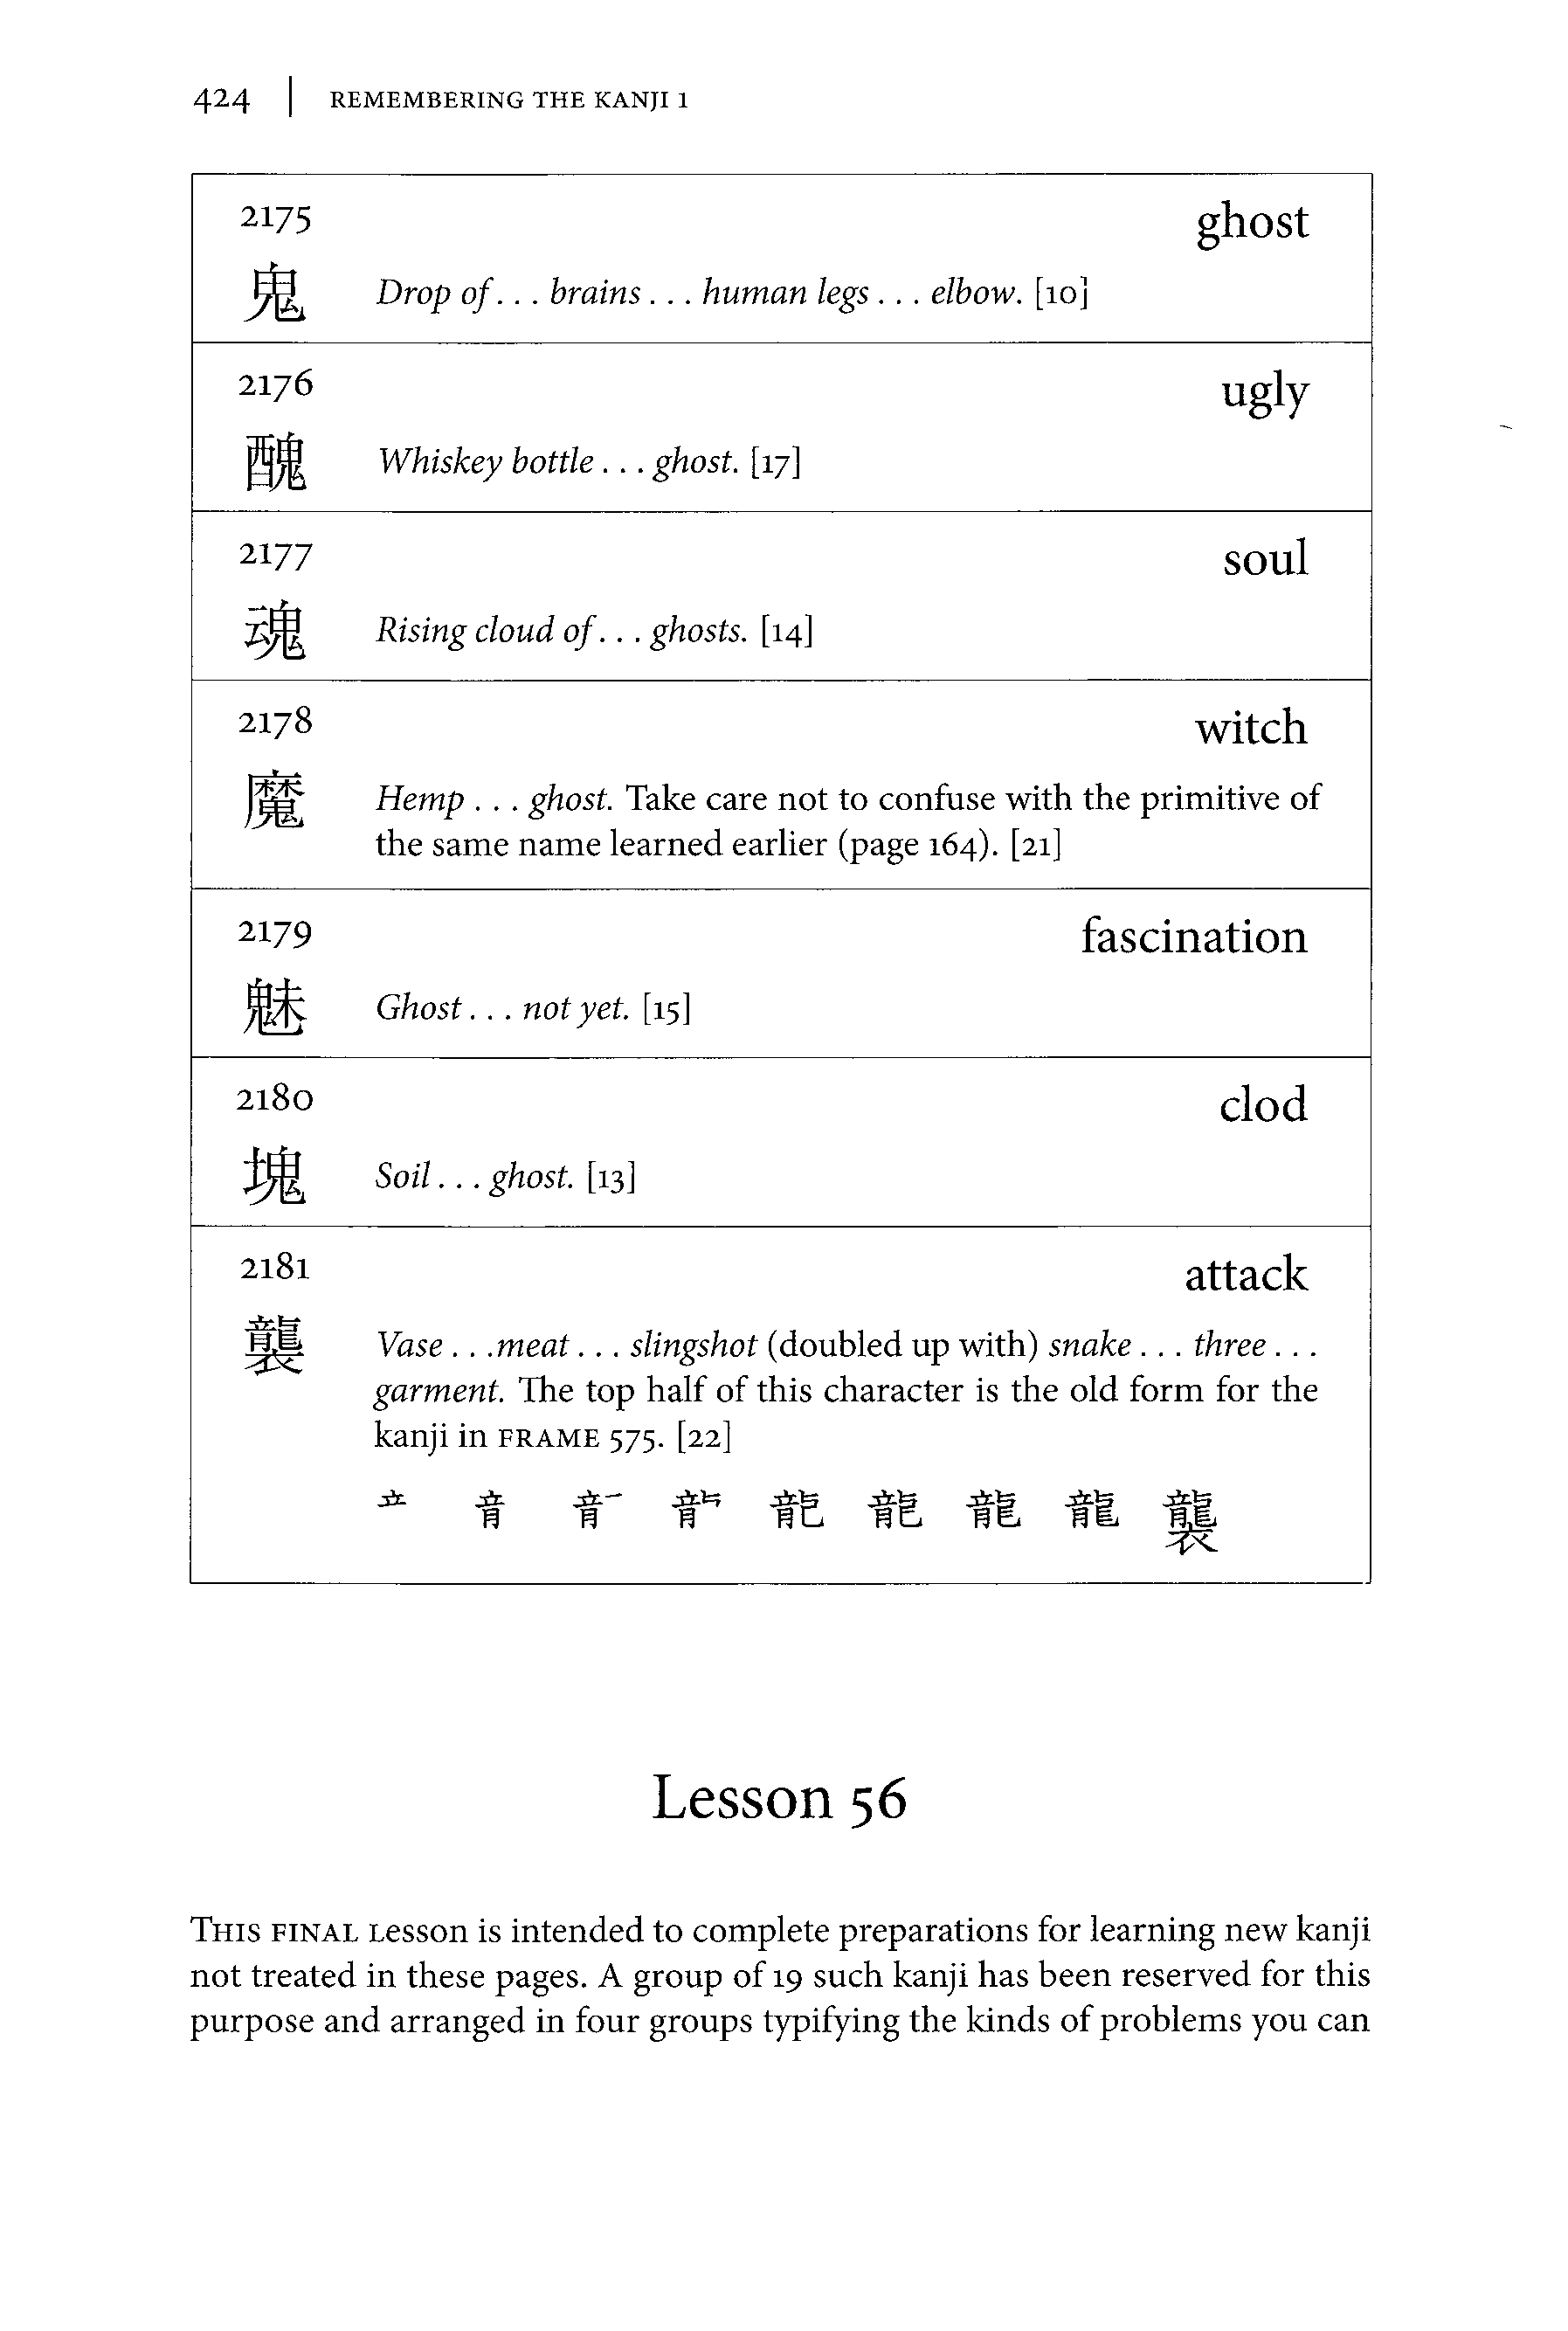 424 | REMEMBERING THE KANJI 1
2175 ghost
鬼 Drop of . . . brains . . . human legs . . . elbow. [10]
2176 ugly
醜 Whiskey bottle . . . ghost. [17]
2177 soul
魂 Rising cloud of . . . ghosts. [14]
2178 witch
魔 Hemp . . . ghost. Take care not to confuse with the primitive of
the same name learned earlier (page 164). [21]
2179 fascination
魅 Ghost . . . not yet. [15]
2180 clod
塊 Soil . . . ghost. [13]
2181 attack
襲 Vase . . .meat . . . slingshot (doubled up with) snake . . . three . . .
garment. The top half of this character is the old form for the
kanji in FRAME 575. [22]
立 龍 襲
Lesson 56
THIS FINAL Lesson is intended to complete preparations for learning new kanji
not treated in these pages. A group of 19 such kanji has been reserved for this
purpose and arranged in four groups typifying the kinds of problems you can